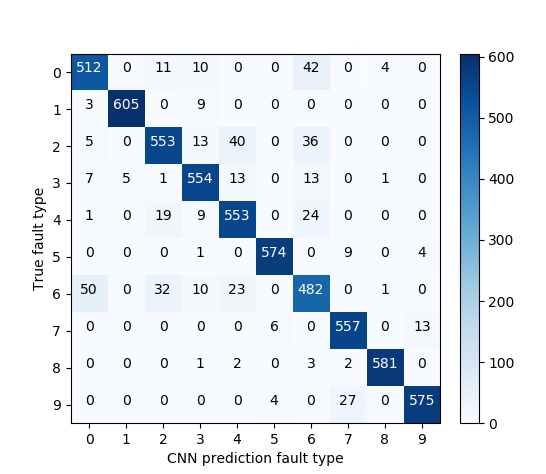 0 512 0 11 10 0 0 42 0 4 0
1 3 605 0 9 0 0 0 0 0 0
2 5 0 553 13 40 0 36 0 0 0
3 7 5 1 554 13 0 13 0 1 0
4 1 0 19 9 553 0 24 0 0 0
5 0 0 0 1 0 574 0 9 0 4
6 50 0 32 10 23 0 482 0 1 0
7 0 0 0 0 0 6 0 557 0 13
8 0 0 0 1 2 0 3 2 581 0
9 0 0 0 0 0 4 0 27 0 575
0 1 2 3 4 5 6 7 8 9
CNN prediction fault type
True fault type
600
500
400
300
200
100
0